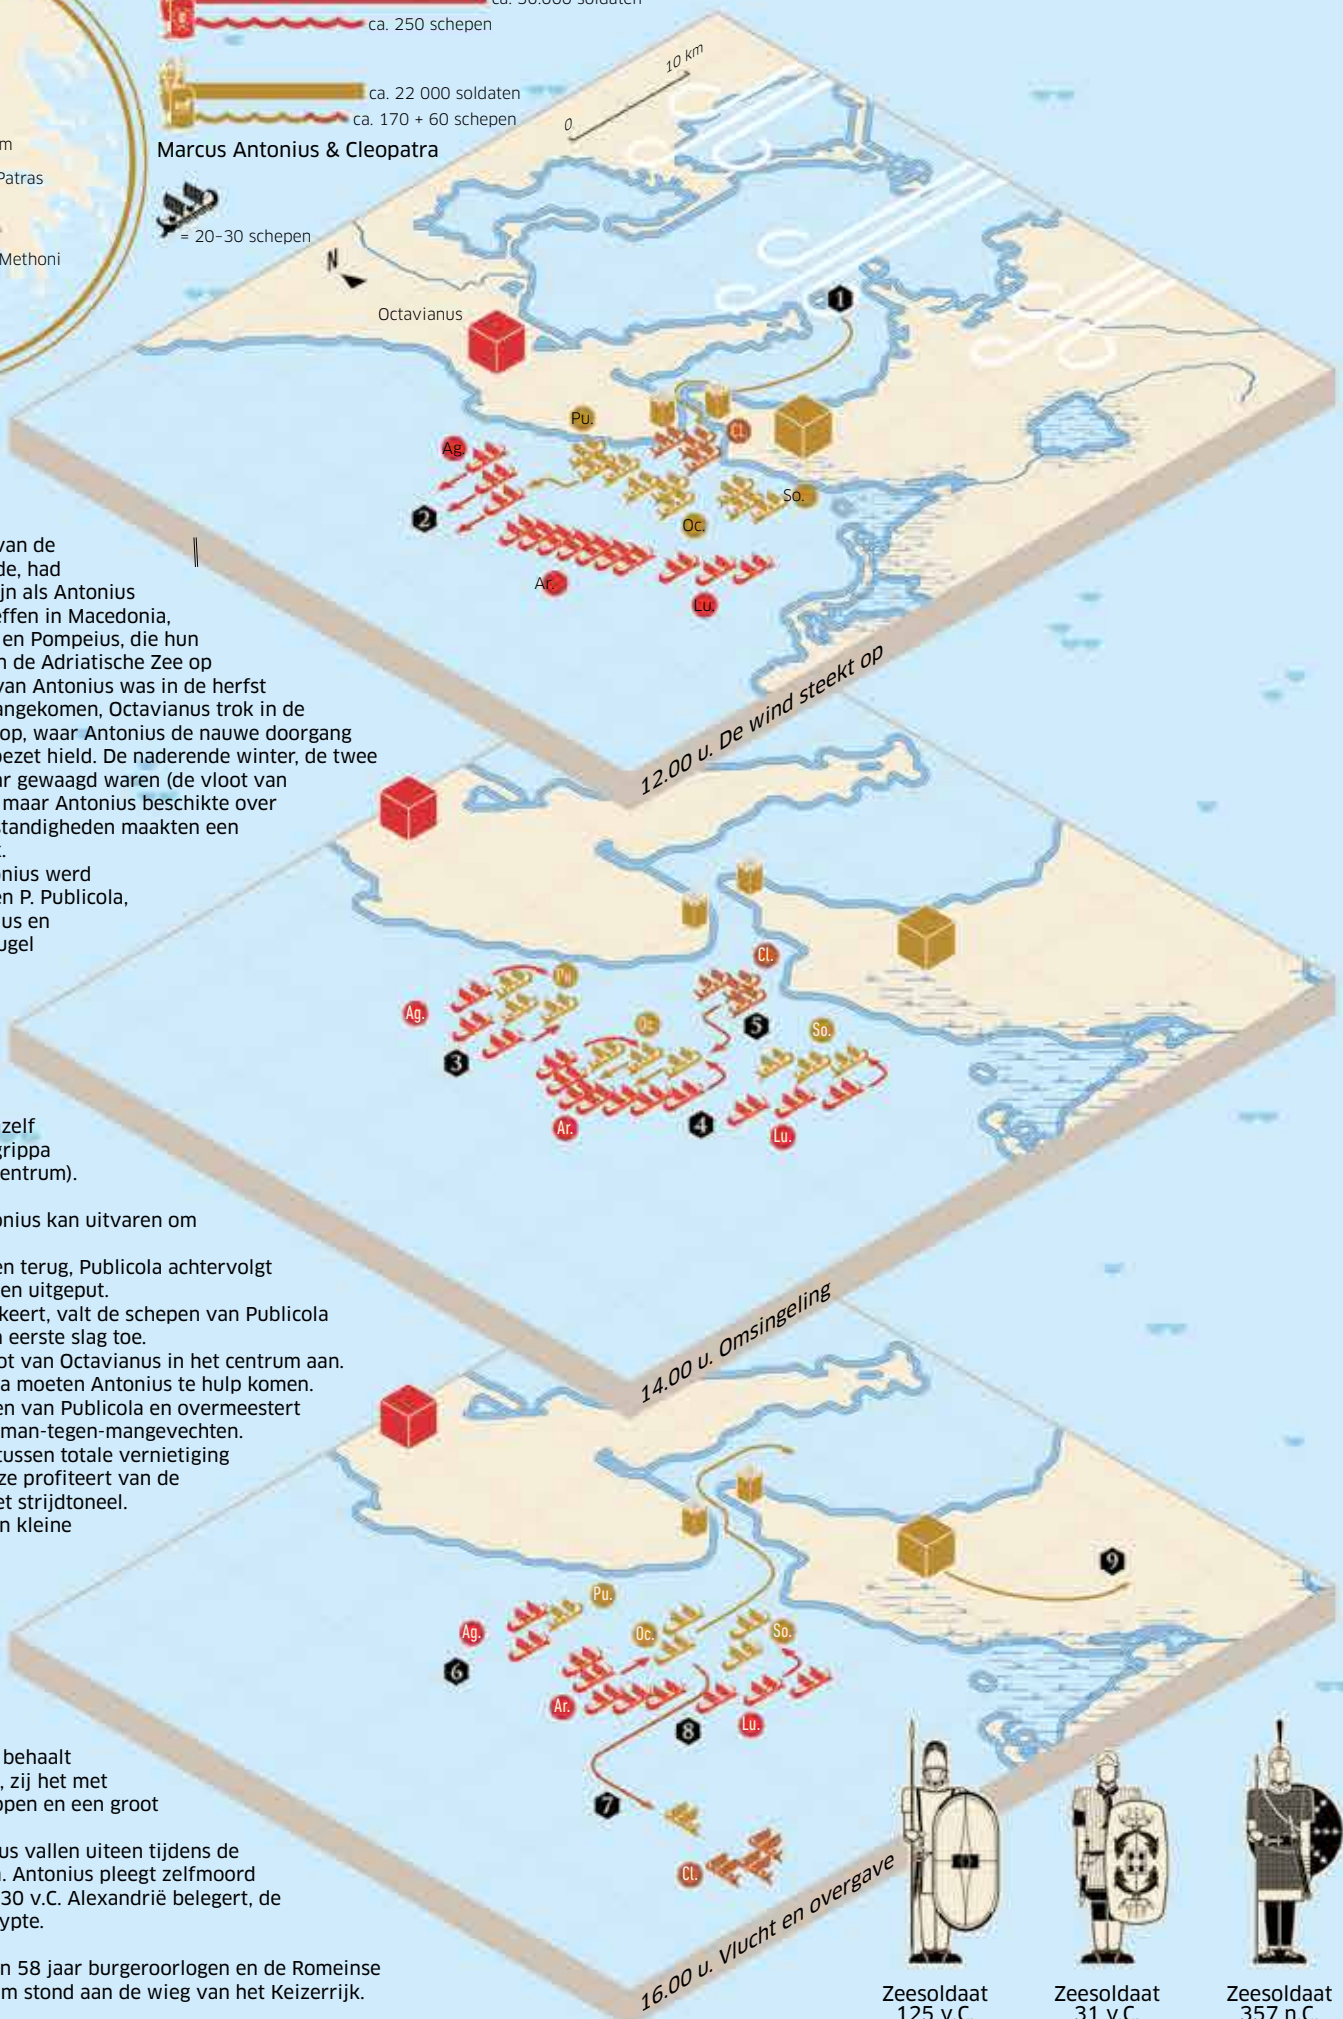 ca. 250 schepen
ca. 22 000 soldaten
ca. 170 + 60 schepen
Marcus Antonius & Cleopatra
= 20–30 schepen
Patras
Methoni
0
10 km
N
Octavianus
1
Pu.
Cl.
Ag.
2
So.
Oc.
Ar.
Lu.
12.00 u. De wind steekt op
van de
de, had
ijn als Antonius
effen in Macedonia,
en Pompeius, die hun
n de Adriatische Zee op
van Antonius was in de herfst
angekomen, Octavianus trok in de
op, waar Antonius de nauwe doorgang
bezet hield. De naderende winter, de twee
ar gewaagd waren (de vloot van
maar Antonius beschikte over
standigheden maakten een
onius werd
en P. Publicola,
us en
ugel
Cl.
Pu.
Ag.
Oc.
5
So.
3
Ar.
4
Lu.
14.00 u. Omsingeling
zelf
grippa
entrum).
onius kan uitvaren om
en terug, Publicola achtervolgt
en uitgeput.
keert, valt de schepen van Publicola
n eerste slag toe.
ot van Octavianus in het centrum aan.
a moeten Antonius te hulp komen.
en van Publicola en overmeestert
man-tegen-mangevechten.
tussen totale vernietiging
ze profiteert van de
et strijdtoneel.
n kleine
9
Pu.
Ag.
Oc.
So.
6
Ar.
8
Lu.
7
Cl.
16.00 u. Vlucht en overgave
behaalt
, zij het met
ppen en een groot
us vallen uiteen tijdens de
. Antonius pleegt zelfmoord
30 v.C. Alexandrië belegert, de
ypte.
n 58 jaar burgeroorlogen en de Romeinse
m stond aan de wieg van het Keizerrijk.
Zeesoldaat
125 v.C.
Zeesoldaat
31 v.C.
Zeesoldaat
357 n.C.